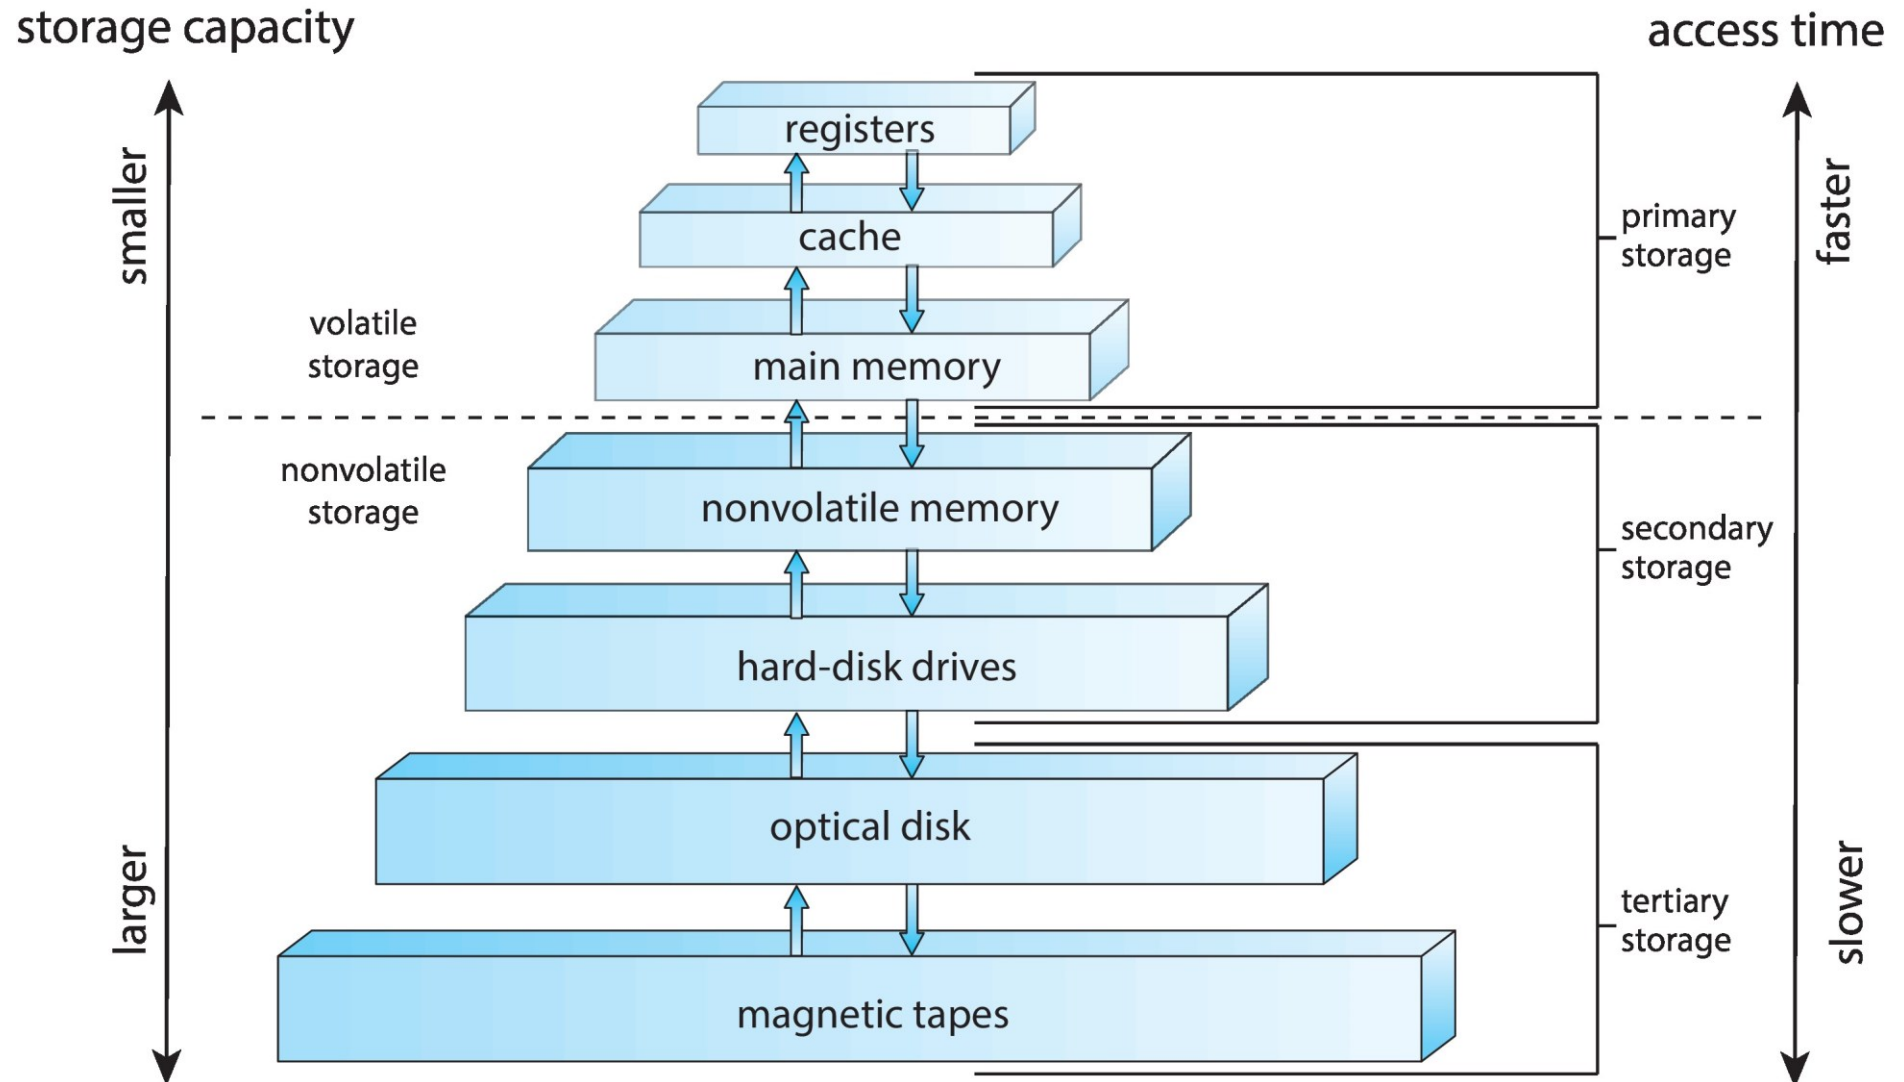 storage capacity
access time
smaller
larger
volatile
storage
nonvolatile
storage
registers
cache
main memory
nonvolatile memory
hard-disk drives
optical disk
magnetic tapes
primary
storage
secondary
storage
tertiary
storage
faster
slower